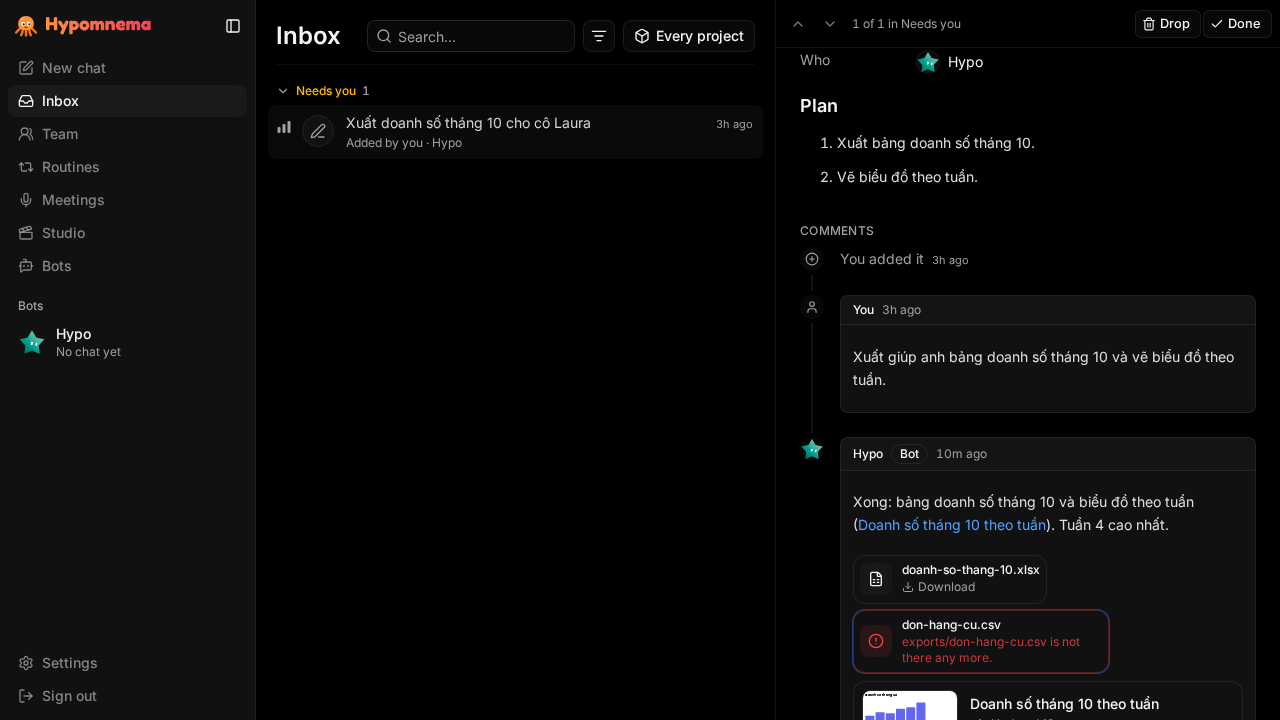 Hypomnema
New chat
Inbox
Team
Routines
Meetings
Studio
Bots
Bots
Hypo
No chat yet
Settings
Sign out
Inbox
Search...
Every project
Needs you 1
Xuất doanh số tháng 10 cho cô Laura
3h ago
Added by you · Hypo
1 of 1 in Needs you
Drop
Done
Who
Hypo
Plan
1. Xuất bảng doanh số tháng 10.
2. Vẽ biểu đồ theo tuần.
COMMENTS
You added it 3h ago
You 3h ago
Xuất giúp anh bảng doanh số tháng 10 và vẽ biểu đồ theo
tuần.
Hypo Bot 10m ago
Xong: bảng doanh số tháng 10 và biểu đồ theo tuần
(Doanh số tháng 10 theo tuần). Tuần 4 cao nhất.
doanh-so-thang-10.xlsx
Download
don-hang-cu.csv
exports/don-hang-cu.csv is not
there any more.
Doanh số tháng 10 theo tuần